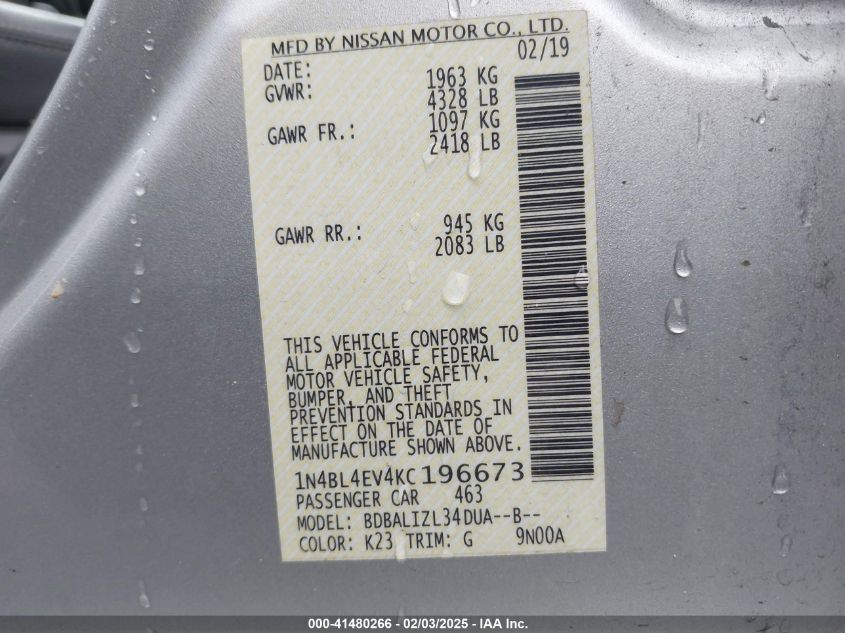 MFD BY NISSAN MOTOR CO., LTD.
DATE: 02/19
GVWR: 1963 KG
4328 LB
GAWR FR.: 1097 KG
2418 LB
GAWR RR.: 945 KG
2083 LB
THIS VEHICLE CONFORMS TO
ALL APPLICABLE FEDERAL
MOTOR VEHICLE SAFETY,
BUMPER, AND THEFT
PREVENTION STANDARDS IN
EFFECT ON THE DATE OF
MANUFACTURE SHOWN ABOVE.
1N4BL4EV4KC196673
PASSENGER CAR 463
MODEL: BDBALIZL34DUA--B--
COLOR: K23 TRIM: G 9N00A
000-41480266 - 02/03/2025 - IAA Inc.